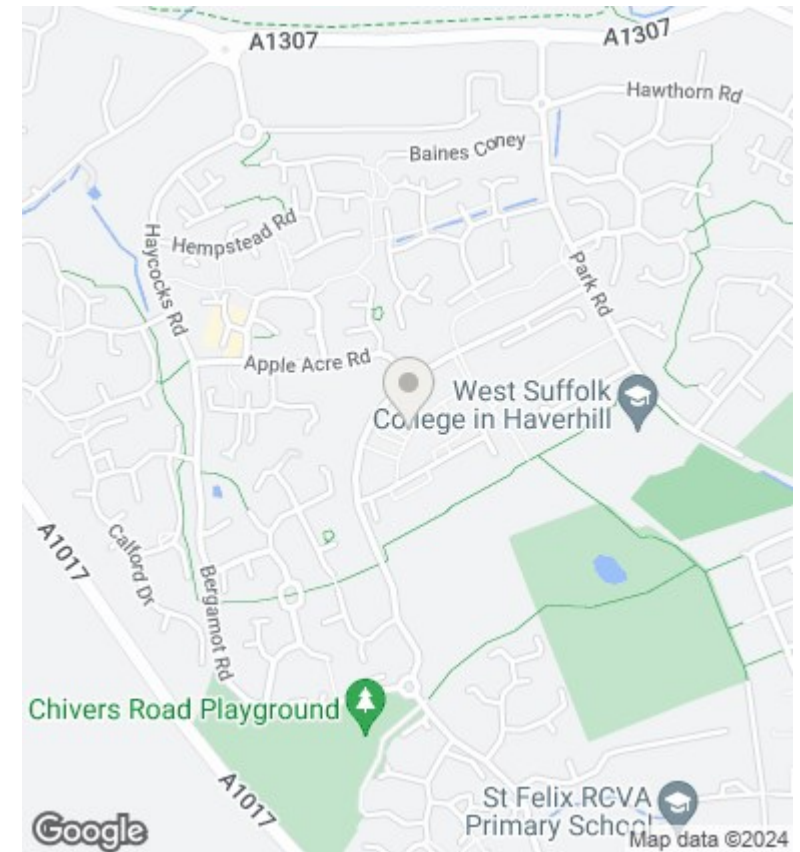 A1307
A1307
Hawthorn Rd
Baines Coney
Hempstead Rd
Haycocks Rd
Park Rd
Apple Acre Rd
West Suffolk
College in Haverhill
A1017
Calford Dr
Bergamot Rd
Chivers Road Playground
A1017
St Felix RCVA
Primary School
Google
Map data ©2024